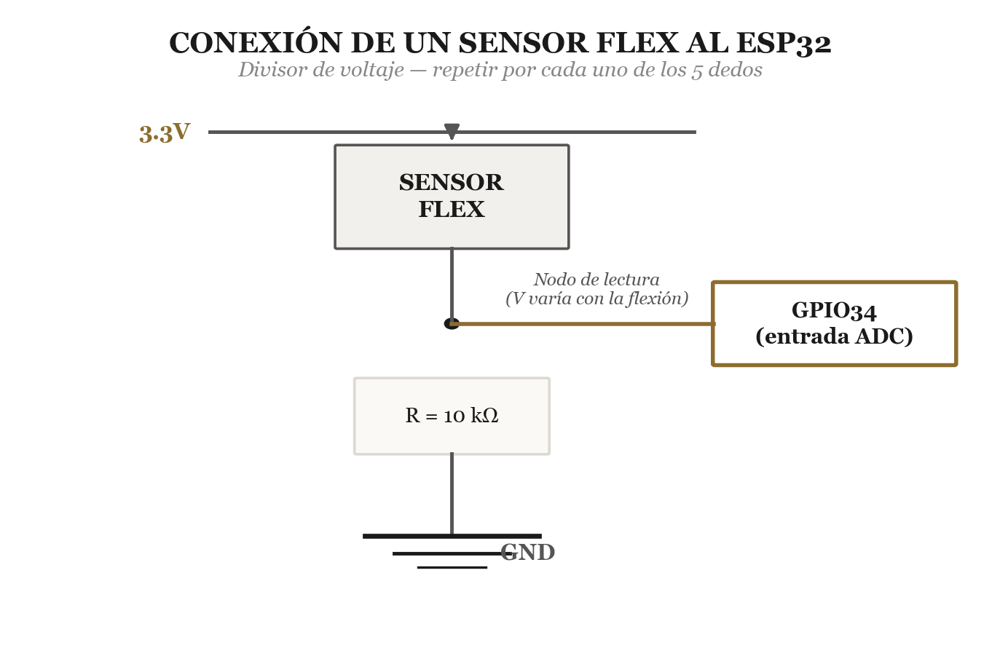 CONEXIÓN DE UN SENSOR FLEX AL ESP32
Divisor de voltaje — repetir por cada uno de los 5 dedos
3.3V
SENSOR
FLEX
Nodo de lectura
(V varía con la flexión)
GPIO34
(entrada ADC)
R = 10 kΩ
GND